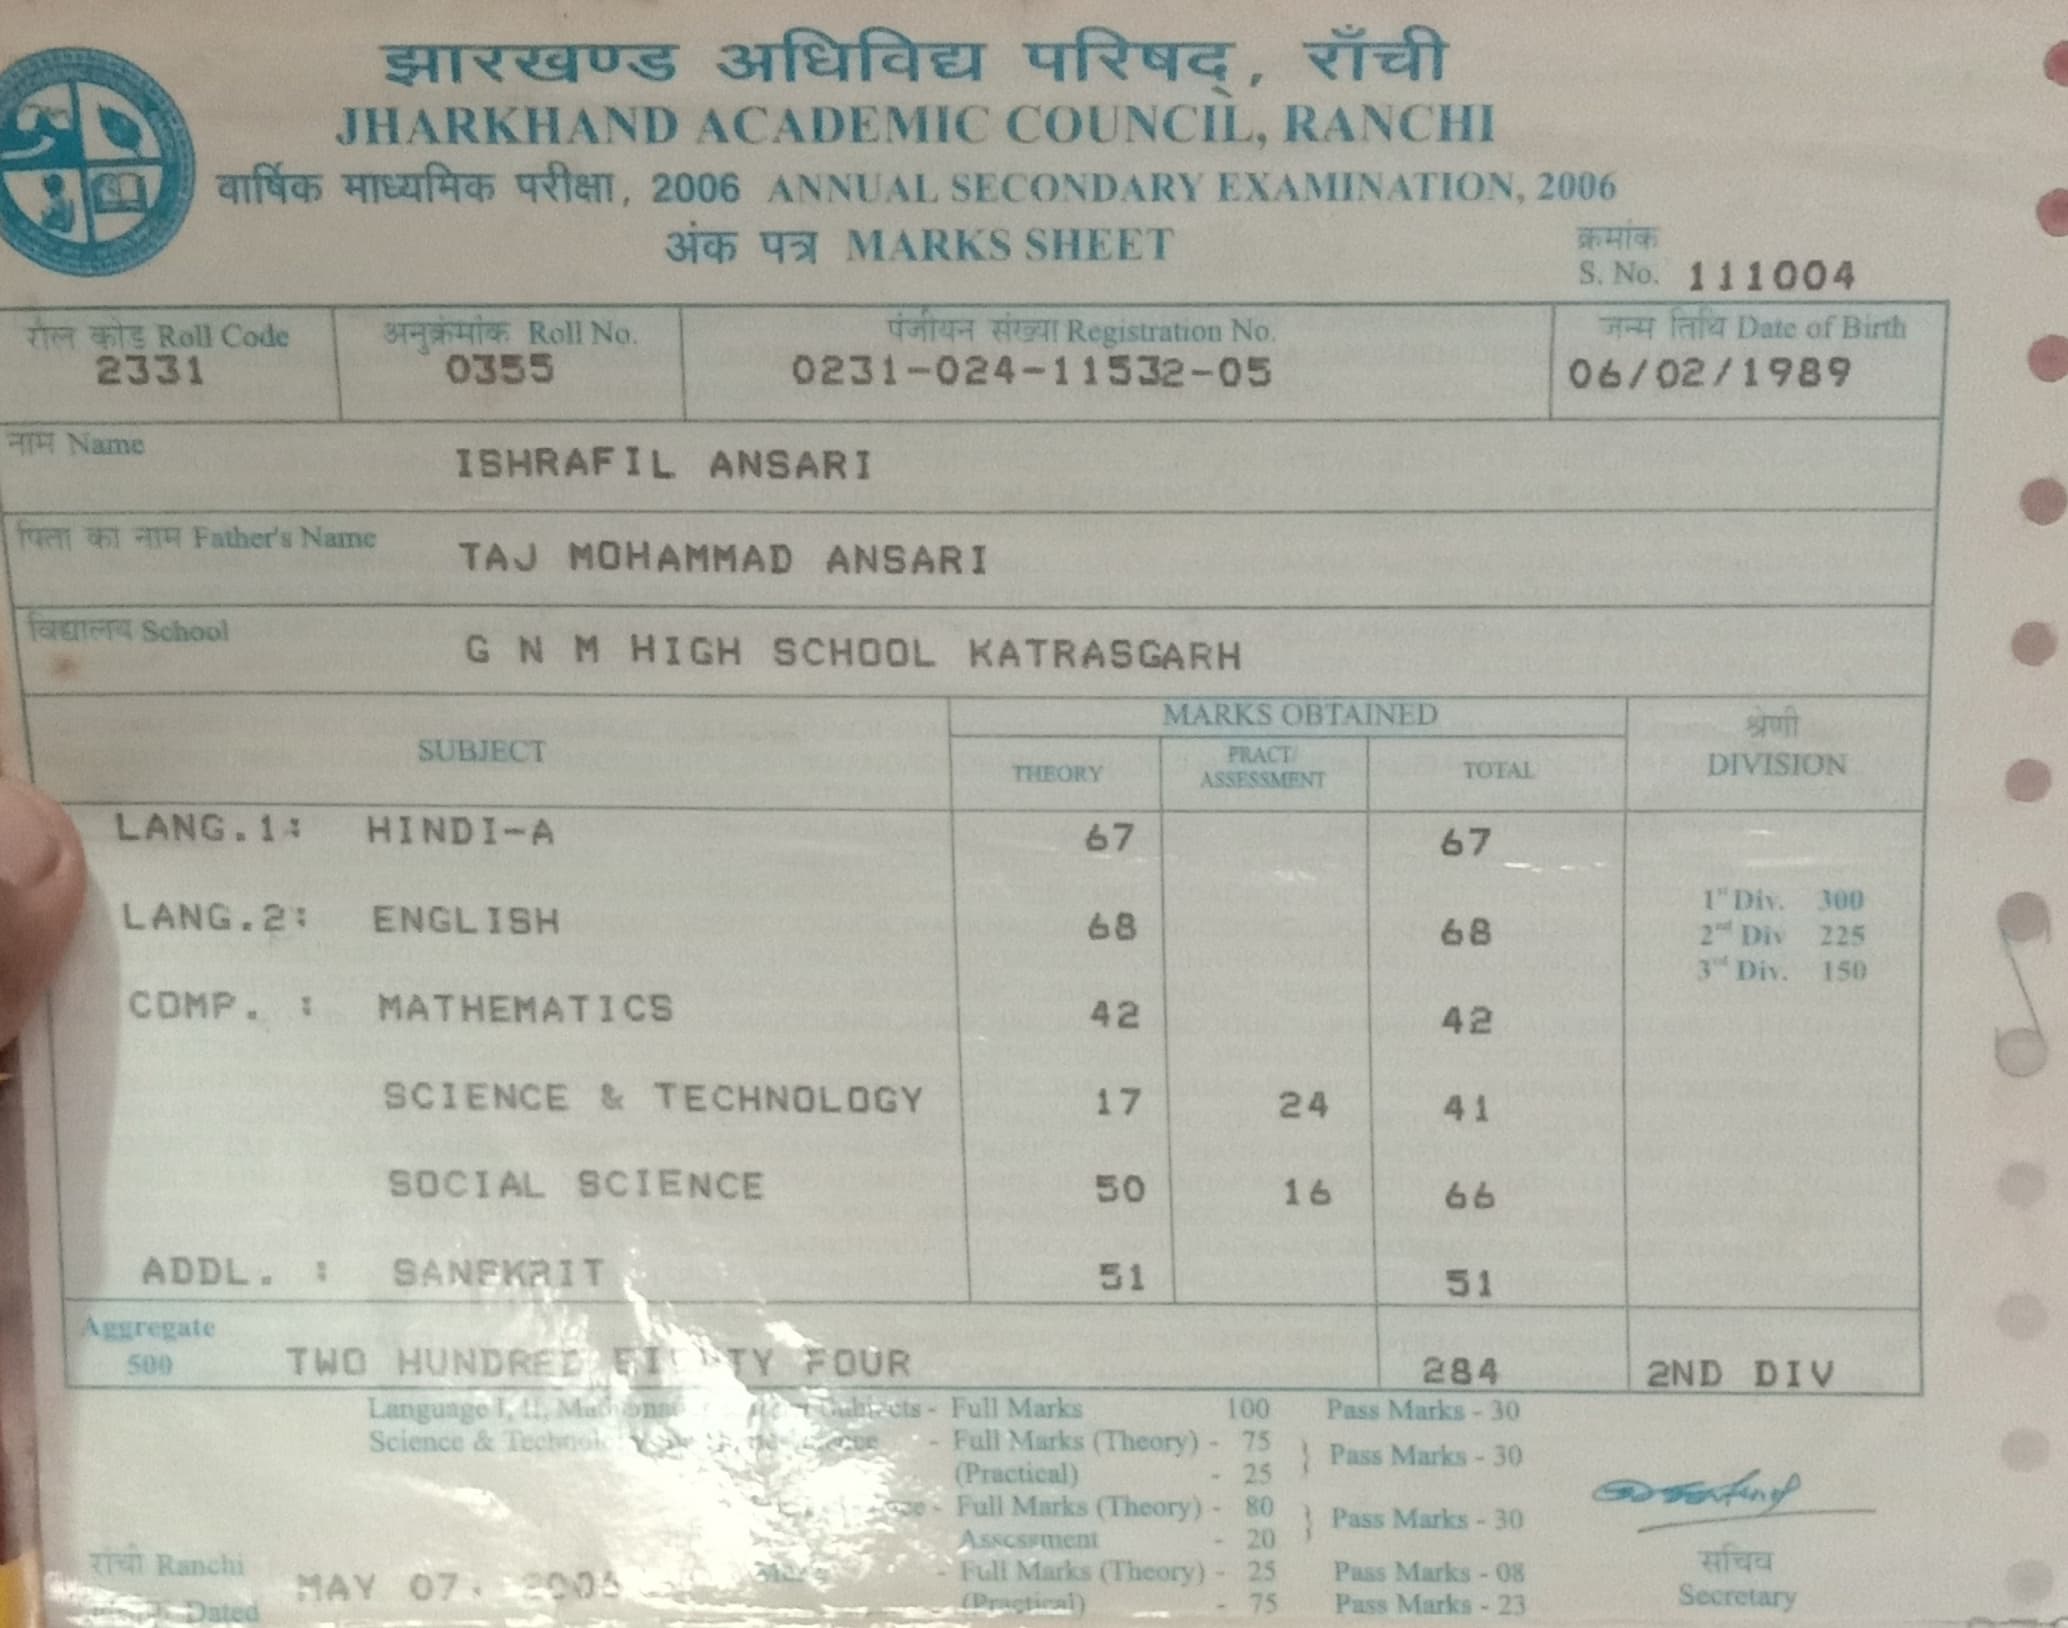 झारखण्ड अधिविद्य परिषद्, राँची
JHARKHAND ACADEMIC COUNCIL, RANCHI
वार्षिक माध्यमिक परीक्षा, 2006 ANNUAL SECONDARY EXAMINATION, 2006
अंक पत्र MARKS SHEET
क्रमांक
S. No. 111004
रोल कोड Roll Code अनुक्रमांक Roll No. पंजीयन संख्या Registration No. जन्म तिथि Date of Birth
2331 0355 0231-024-11532-05 06/02/1989
नाम Name ISHRAFIL ANSARI
पिता का नाम Father's Name TAJ MOHAMMAD ANSARI
विद्यालय School G N M HIGH SCHOOL KATRASGARH
SUBJECT MARKS OBTAINED श्रेणी DIVISION
THEORY PRACT/ ASSESSMENT TOTAL
LANG.1: HINDI-A 67 67
1st Div. 300
LANG.2: ENGLISH 68 68
2nd Div 225
3rd Div. 150
COMP. : MATHEMATICS 42 42
SCIENCE & TECHNOLOGY 17 24 41
SOCIAL SCIENCE 50 16 66
ADDL. : SANSKRIT 51 51
Aggregate
500 TWO HUNDRED EIGHTY FOUR 284 2ND DIV
Language I, II, - Full Marks 100 Pass Marks - 30
Science & - Full Marks (Theory) - 75 } Pass Marks - 30
(Practical) - 25
- Full Marks (Theory) - 80 } Pass Marks - 30
Assessment - 20
- Full Marks (Theory) - 25 Pass Marks - 08
(Practical) - 75 Pass Marks - 23
राँची Ranchi
Dated MAY 07, 2006
सचिव
Secretary